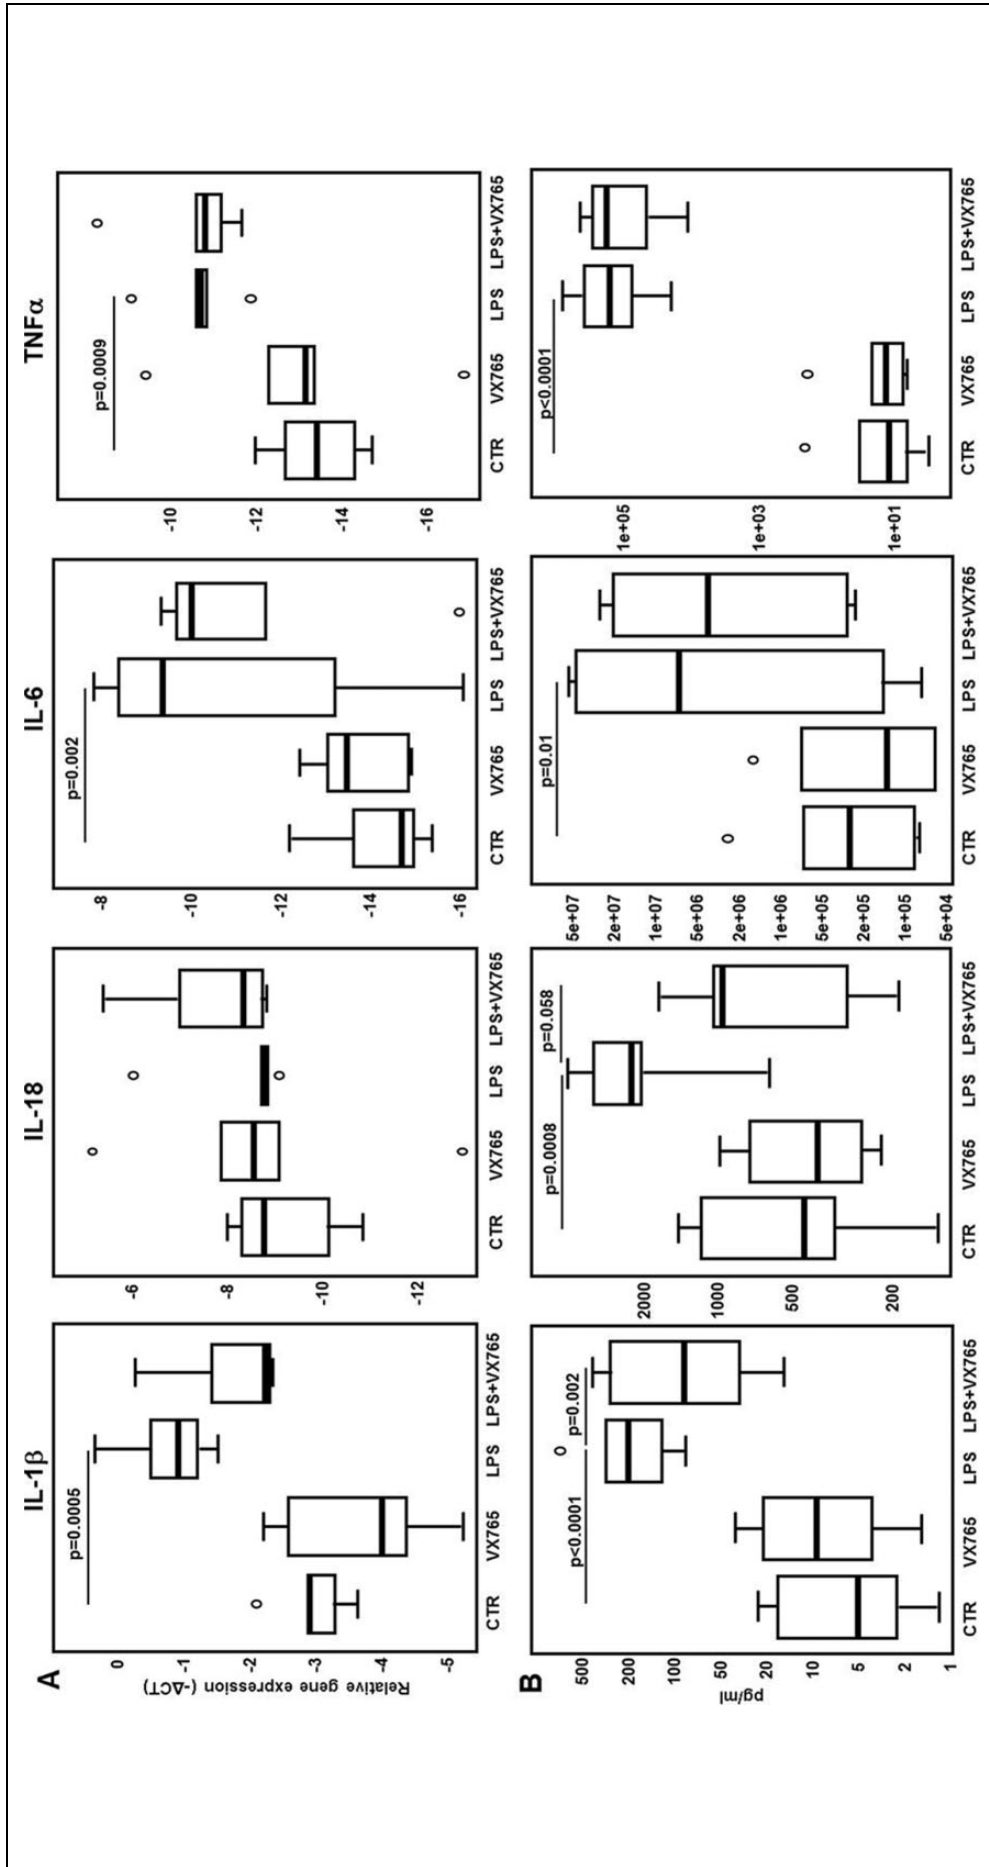 IL-1β
IL-18
IL-6
TNFα
A
Relative gene expression (-ΔCT)
0
-1
-2
-3
-4
-5
p=0.0005
CTR
VX765
LPS
LPS+VX765
-6
-8
-10
-12
CTR
VX765
LPS
LPS+VX765
-8
-10
-12
-14
-16
p=0.002
CTR
VX765
LPS
LPS+VX765
-10
-12
-14
-16
p=0.0009
CTR
VX765
LPS
LPS+VX765
B
pg/ml
500
200
100
50
20
10
5
2
1
p<0.0001
p=0.002
CTR
VX765
LPS
LPS+VX765
2000
1000
500
200
p=0.0008
p=0.058
CTR
VX765
LPS
LPS+VX765
5e+07
2e+07
1e+07
5e+06
2e+06
1e+06
5e+05
2e+05
1e+05
5e+04
p=0.01
CTR
VX765
LPS
LPS+VX765
1e+05
1e+03
1e+01
p<0.0001
CTR
VX765
LPS
LPS+VX765